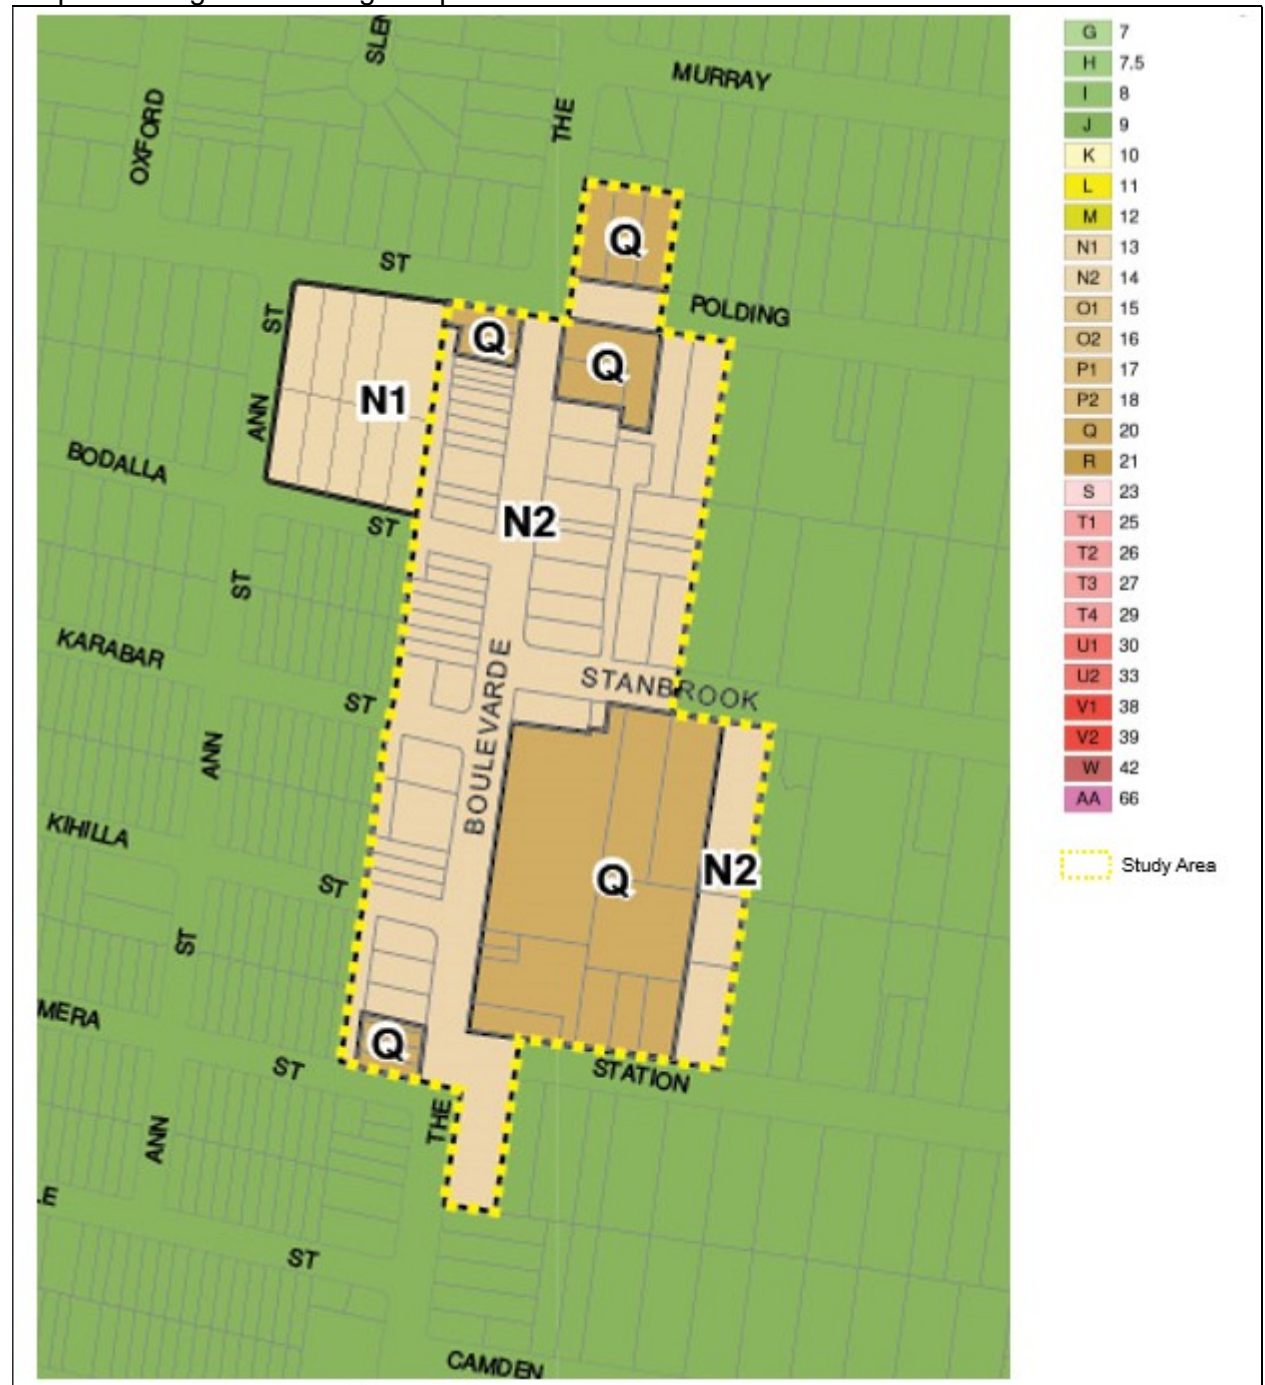 SLEN
MURRAY
THE
OXFORD
Q
ST
POLDING
ST
Q
Q
N1
ANN
BODALLA
N2
ST
ST
KARABAR
BOULEVARDE
STANBROOK
ST
ANN
KIHILLA
N2
Q
ST
ST
MERA
Q
ST
STATION
THE
ANN
LE
ST
CAMDEN
G 7
H 7.5
I 8
J 9
K 10
L 11
M 12
N1 13
N2 14
O1 15
O2 16
P1 17
P2 18
Q 20
R 21
S 23
T1 25
T2 26
T3 27
T4 29
U1 30
U2 33
V1 38
V2 39
W 42
AA 66
Study Area